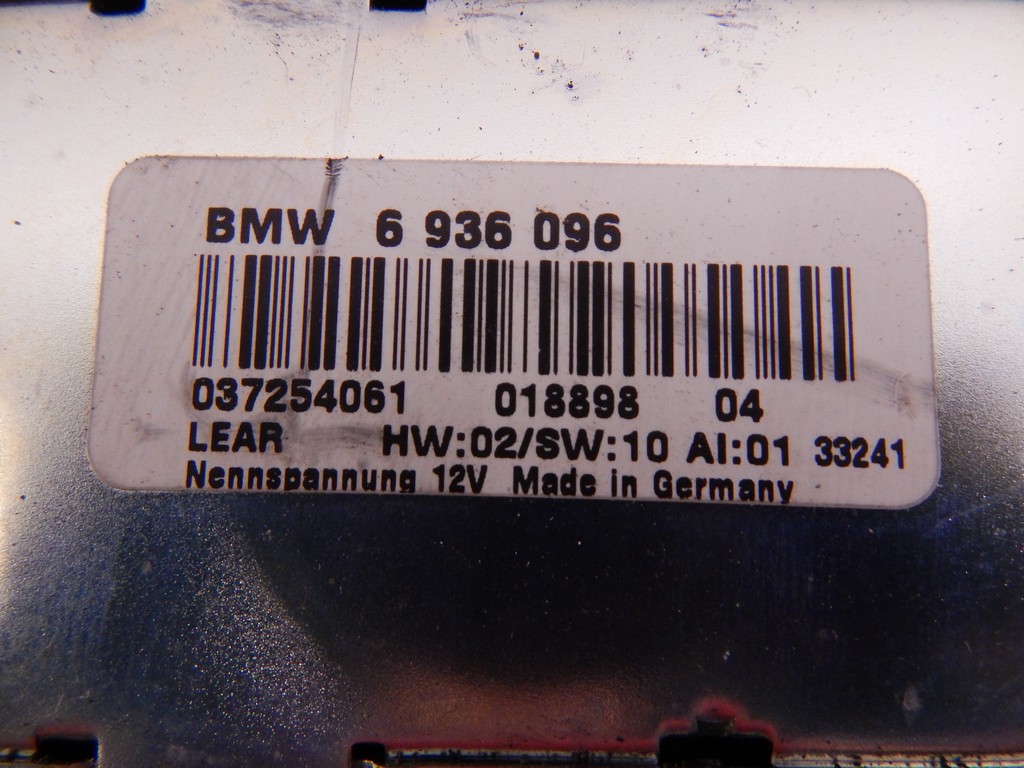 BMW 6 936 096
037254061 018898 04
LEAR HW:02/SW:10 AI:01 33241
Nennspannung 12V Made in Germany